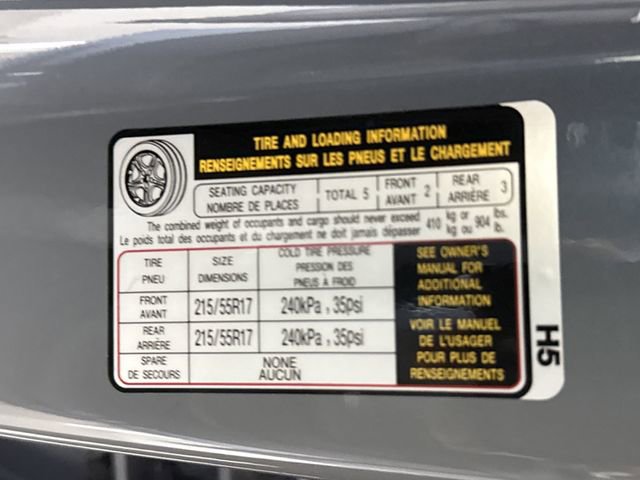 TIRE AND LOADING INFORMATION
RENSEIGNEMENTS SUR LES PNEUS ET LE CHARGEMENT
SEATING CAPACITY
NOMBRE DE PLACES
TOTAL 5
FRONT
AVANT
2
REAR
ARRIÈRE
3
The combined weight of occupants and cargo should never exceed
Le poids total des occupants et du chargement ne doit jamais dépasser
410 kg or kg ou 904 lbs. lb.
TIRE
PNEU
SIZE
DIMENSIONS
COLD TIRE PRESSURE
PRESSION DES
PNEUS À FROID
FRONT
AVANT
215/55R17
240kPa , 35psi
REAR
ARRIÈRE
215/55R17
240kPa , 35psi
SPARE
DE SECOURS
NONE
AUCUN
SEE OWNER'S
MANUAL FOR
ADDITIONAL
INFORMATION
VOIR LE MANUEL
DE L'USAGER
POUR PLUS DE
RENSEIGNEMENTS
H5